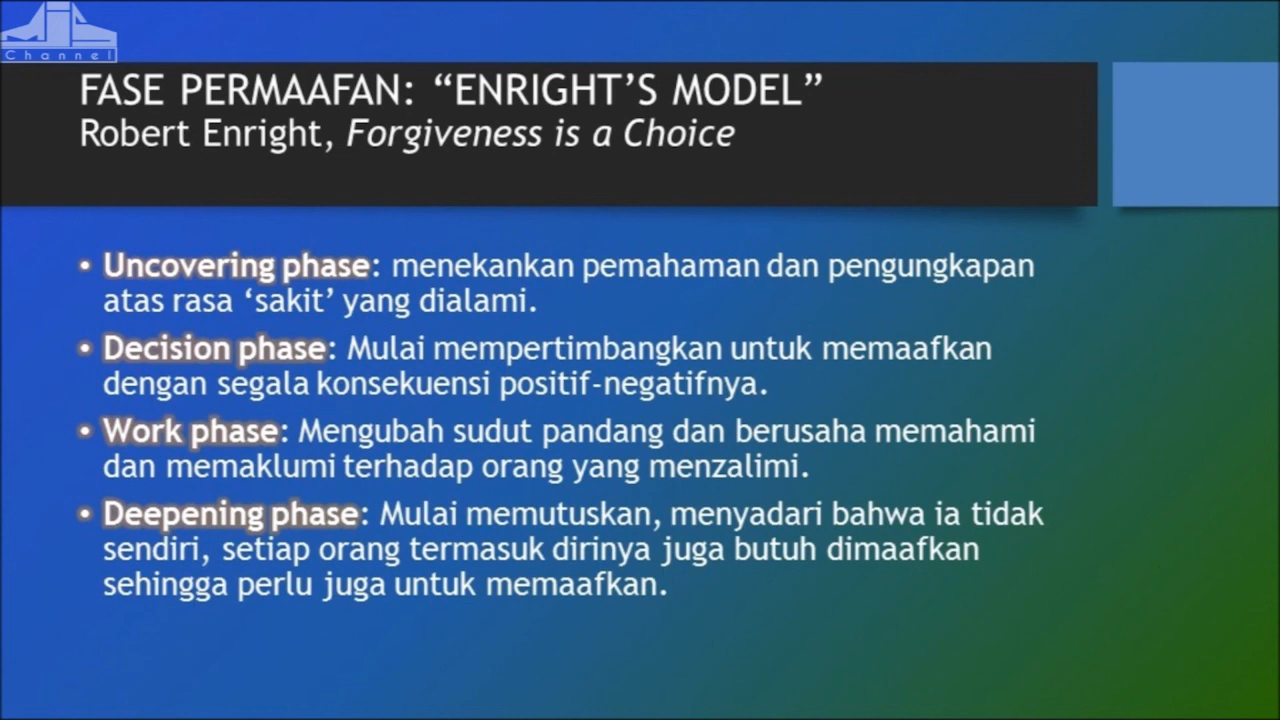 MJS
Channel
FASE PERMAAFAN: “ENRIGHT’S MODEL”
Robert Enright, Forgiveness is a Choice
• Uncovering phase: menekankan pemahaman dan pengungkapan
atas rasa ‘sakit’ yang dialami.
• Decision phase: Mulai mempertimbangkan untuk memaafkan
dengan segala konsekuensi positif-negatifnya.
• Work phase: Mengubah sudut pandang dan berusaha memahami
dan memaklumi terhadap orang yang menzalimi.
• Deepening phase: Mulai memutuskan, menyadari bahwa ia tidak
sendiri, setiap orang termasuk dirinya juga butuh dimaafkan
sehingga perlu juga untuk memaafkan.